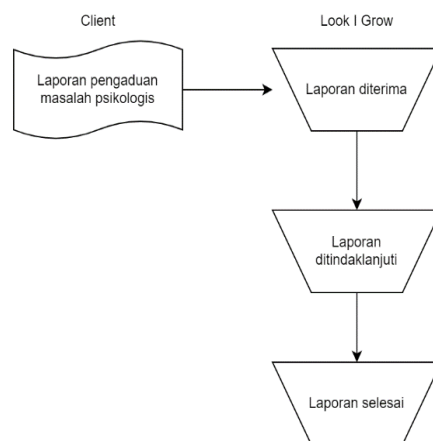 Client
Look I Grow
Laporan pengaduan
masalah psikologis
Laporan diterima
Laporan
ditindaklanjuti
Laporan selesai